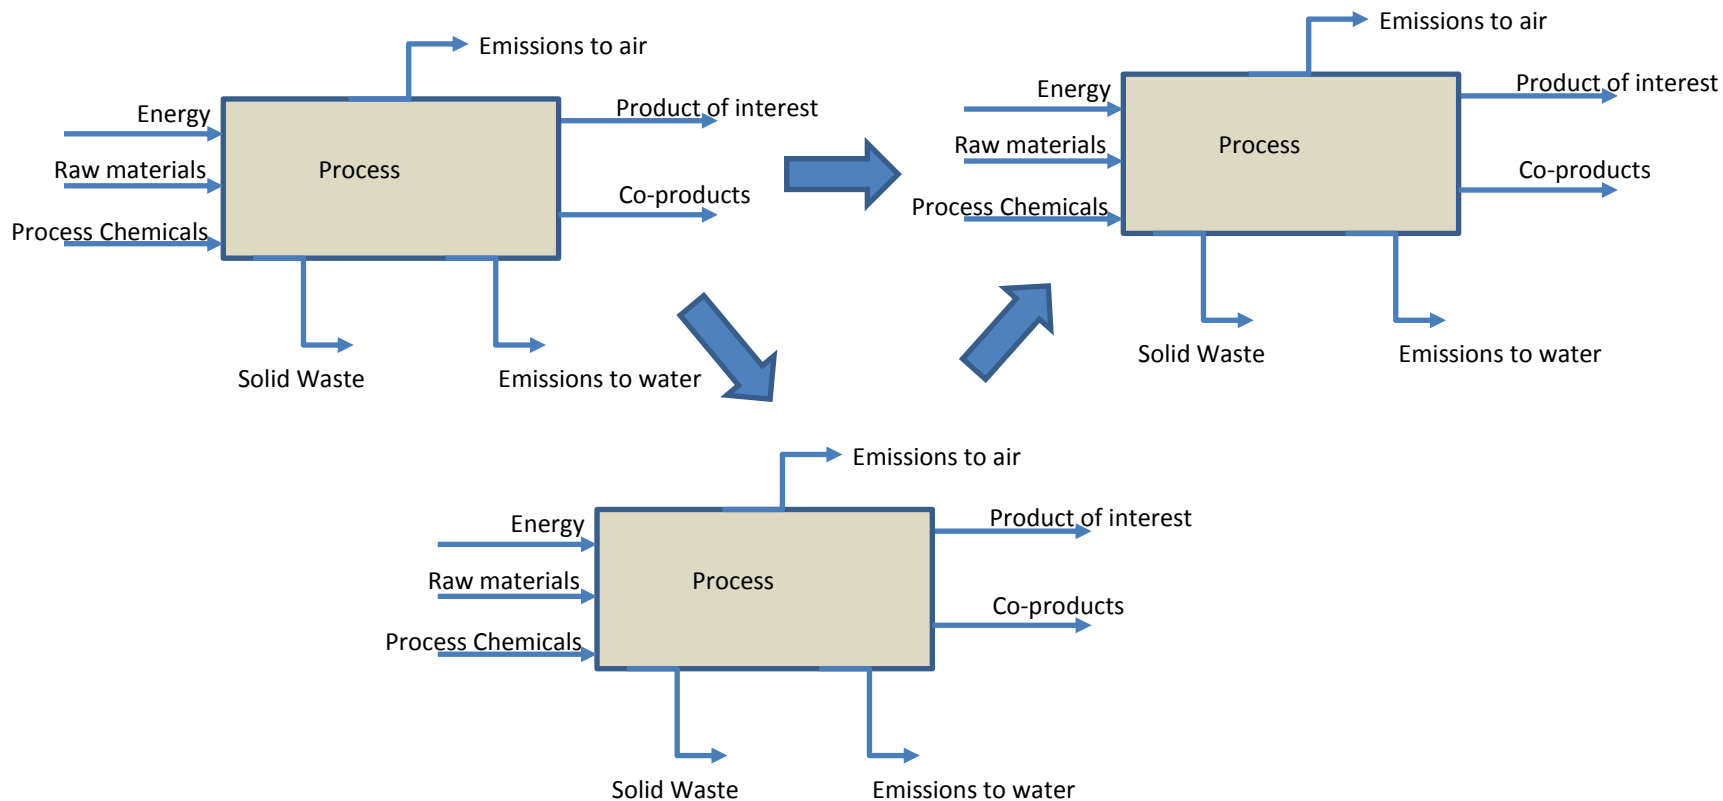 Emissions to air
Energy
Product of interest
Raw materials
Process
Co-products
Process Chemicals
Solid Waste
Emissions to water
Emissions to air
Energy
Product of interest
Raw materials
Process
Co-products
Process Chemicals
Solid Waste
Emissions to water
Emissions to air
Energy
Product of interest
Raw materials
Process
Co-products
Process Chemicals
Solid Waste
Emissions to water